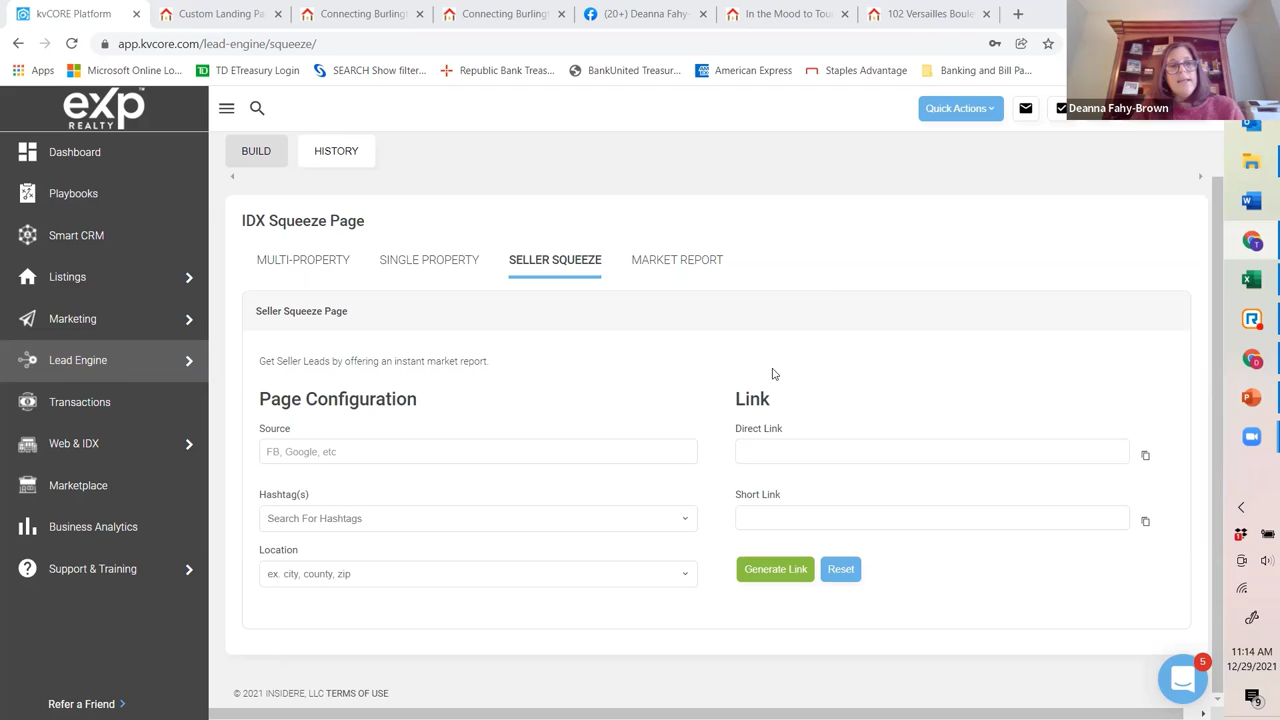 kvCORE Platform
Custom Landing Pa
Connecting Burlingt
Connecting Burlingt
(20+) Deanna Fahy-
In the Mood to Tou
102 Versailles Boule
app.kvcore.com/lead-engine/squeeze/
Apps
Microsoft Online Lo...
TD ETreasury Login
SEARCH Show filter...
Republic Bank Treas...
BankUnited Treasur...
American Express
Staples Advantage
Banking and Bill Pa...
Deanna Fahy-Brown
eXp
REALTY
Quick Actions
Dashboard
Playbooks
Smart CRM
Listings
Marketing
Lead Engine
Transactions
Web & IDX
Marketplace
Business Analytics
Support & Training
Refer a Friend
BUILD
HISTORY
IDX Squeeze Page
MULTI-PROPERTY
SINGLE PROPERTY
SELLER SQUEEZE
MARKET REPORT
Seller Squeeze Page
Get Seller Leads by offering an instant market report.
Page Configuration
Link
Source
Direct Link
FB, Google, etc
Hashtag(s)
Short Link
Search For Hashtags
Location
ex. city, county, zip
Generate Link
Reset
5
© 2021 INSIDERE, LLC TERMS OF USE
11:14 AM
12/29/2021
9